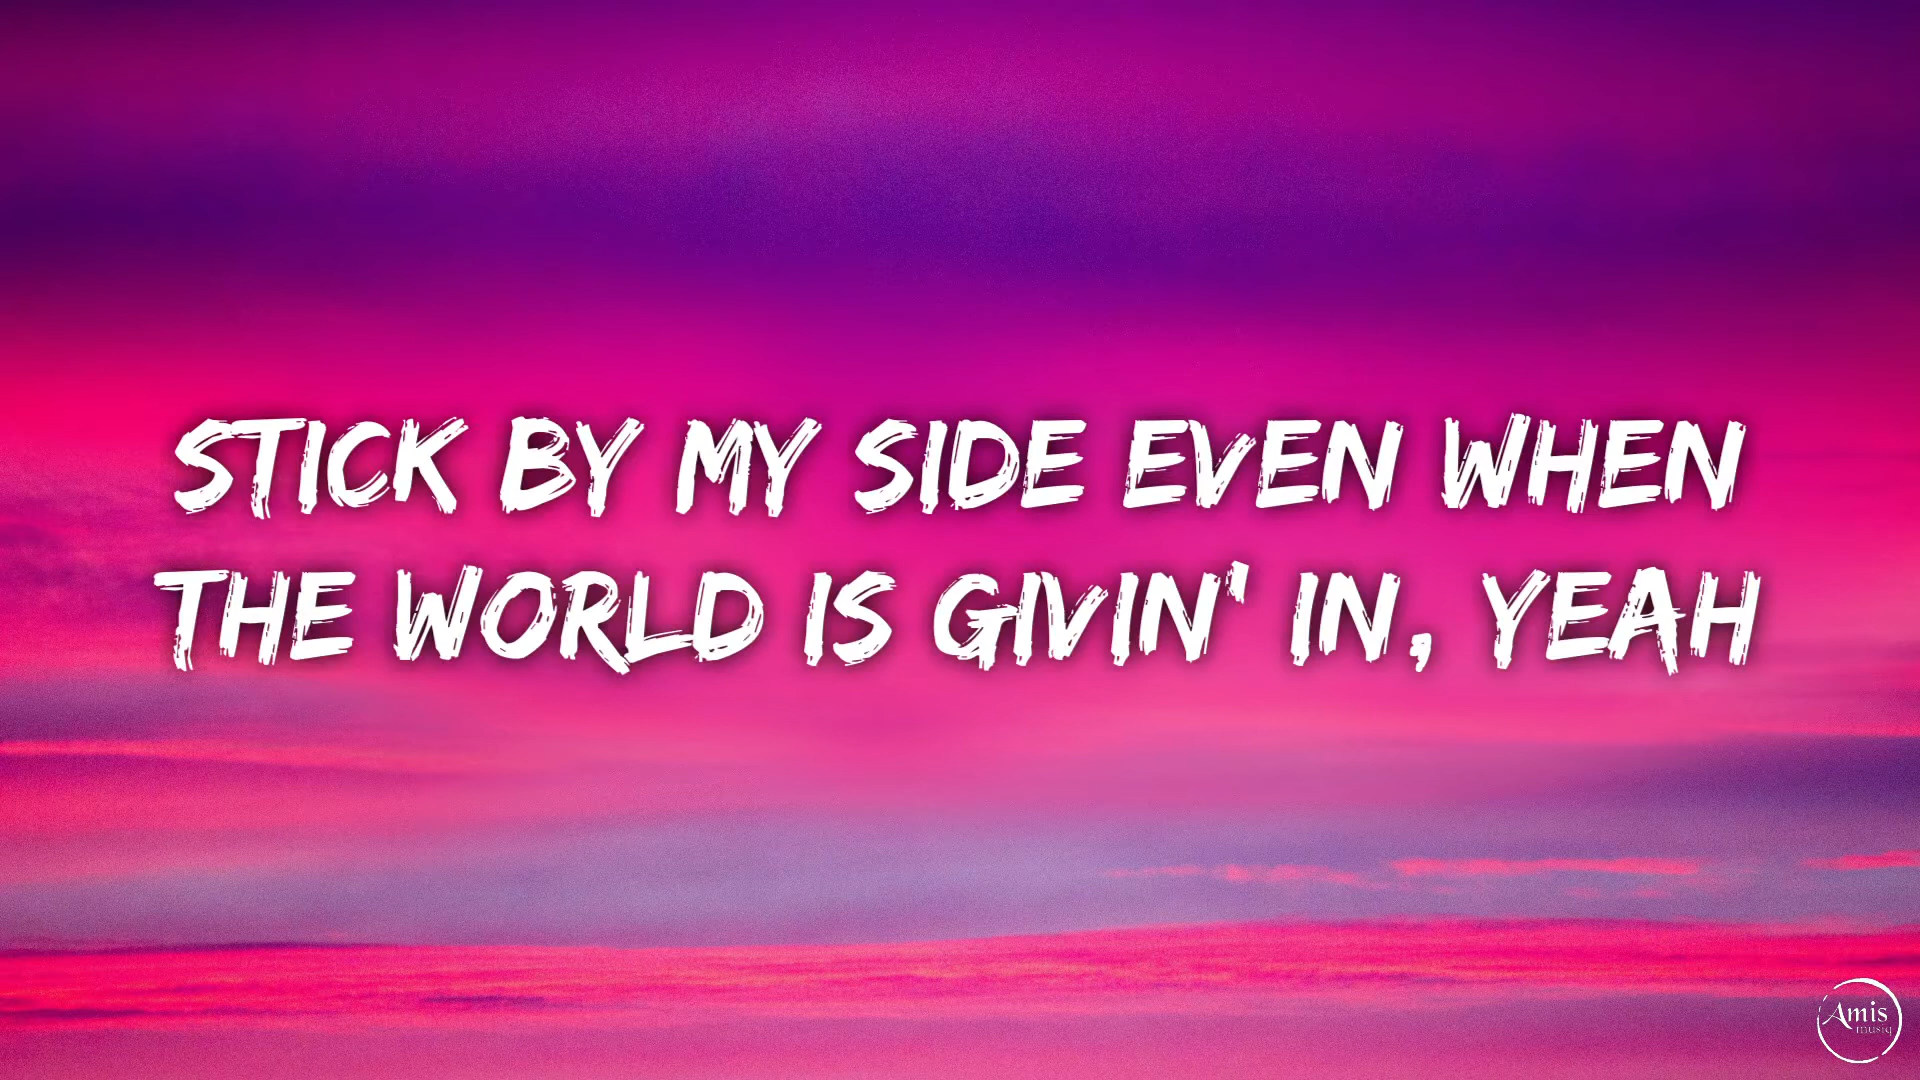 STICK BY MY SIDE EVEN WHEN
THE WORLD IS GIVIN' IN, YEAH
Amis
musiq